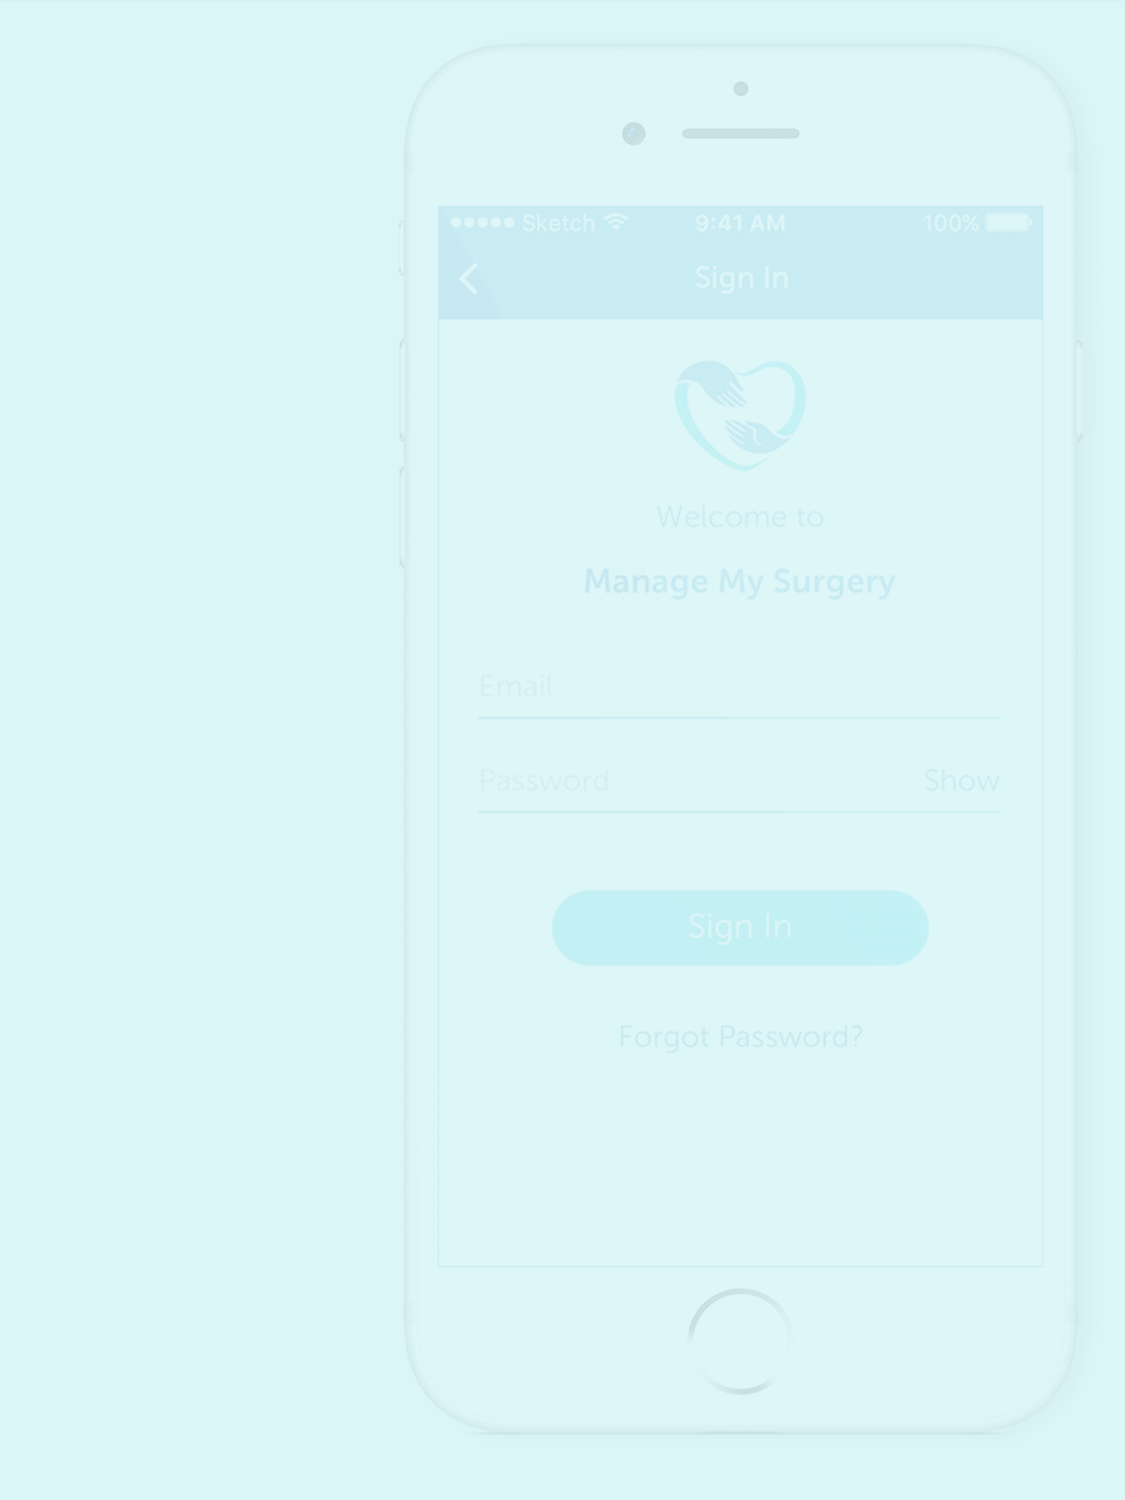 Sketch 9:41 AM 100%
Sign In
Welcome to
Manage My Surgery
Email
Password Show
Sign In
Forgot Password?